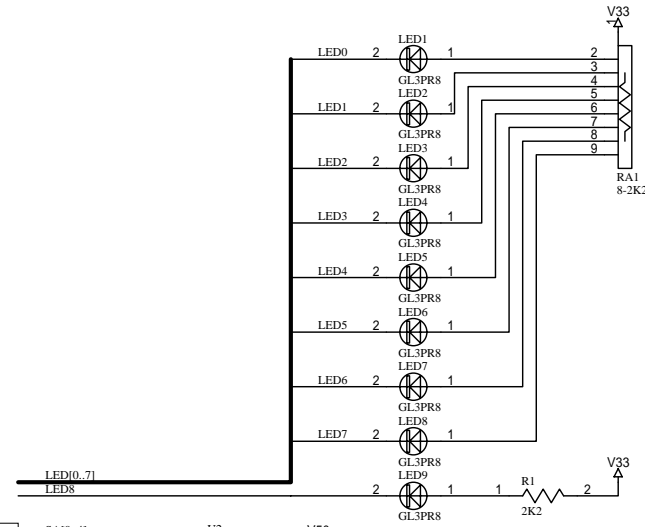 V33
1
LED1
LED0 2 1 2
GL3PR8
3
LED2
4
LED1 2 1 5
GL3PR8
6
LED3
7
8
LED2 2 1 9
GL3PR8
RA1
8-2K2
LED4
LED3 2 1
GL3PR8
LED5
LED4 2 1
GL3PR8
LED6
LED5 2 1
GL3PR8
LED7
LED6 2 1
GL3PR8
LED8
LED7 2 1
GL3PR8
LED9
V33
LED[0..7]
LED8 2 1 1 R1 2
GL3PR8
2K2